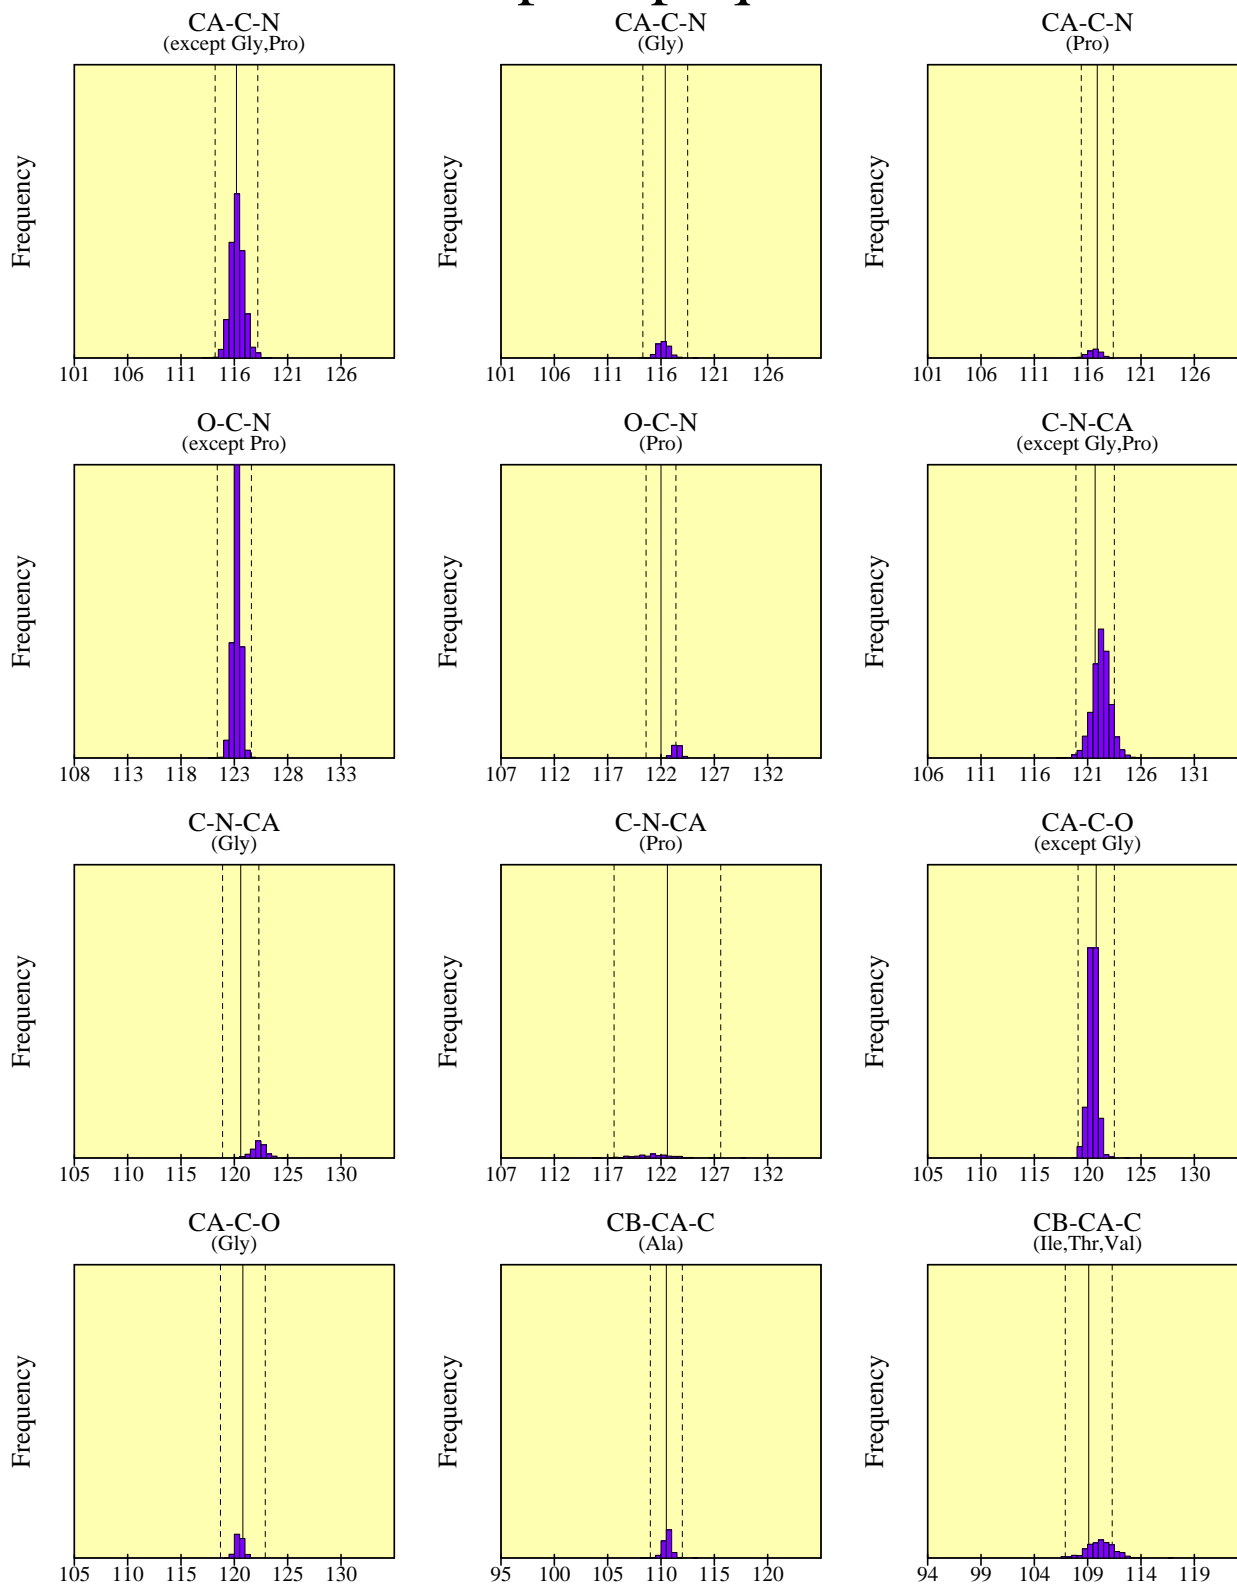 CA-C-N CA-C-N CA-C-N
(except Gly,Pro) (Gly) (Pro)
Frequency Frequency Frequency
101 106 111 116 121 126 101 106 111 116 121 126 101 106 111 116 121 126
O-C-N O-C-N C-N-CA
(except Pro) (Pro) (except Gly,Pro)
Frequency Frequency Frequency
108 113 118 123 128 133 107 112 117 122 127 132 106 111 116 121 126 131
C-N-CA C-N-CA CA-C-O
(Gly) (Pro) (except Gly)
Frequency Frequency Frequency
105 110 115 120 125 130 107 112 117 122 127 132 105 110 115 120 125 130
CA-C-O CB-CA-C CB-CA-C
(Gly) (Ala) (Ile,Thr,Val)
Frequency Frequency Frequency
105 110 115 120 125 130 95 100 105 110 115 120 94 99 104 109 114 119